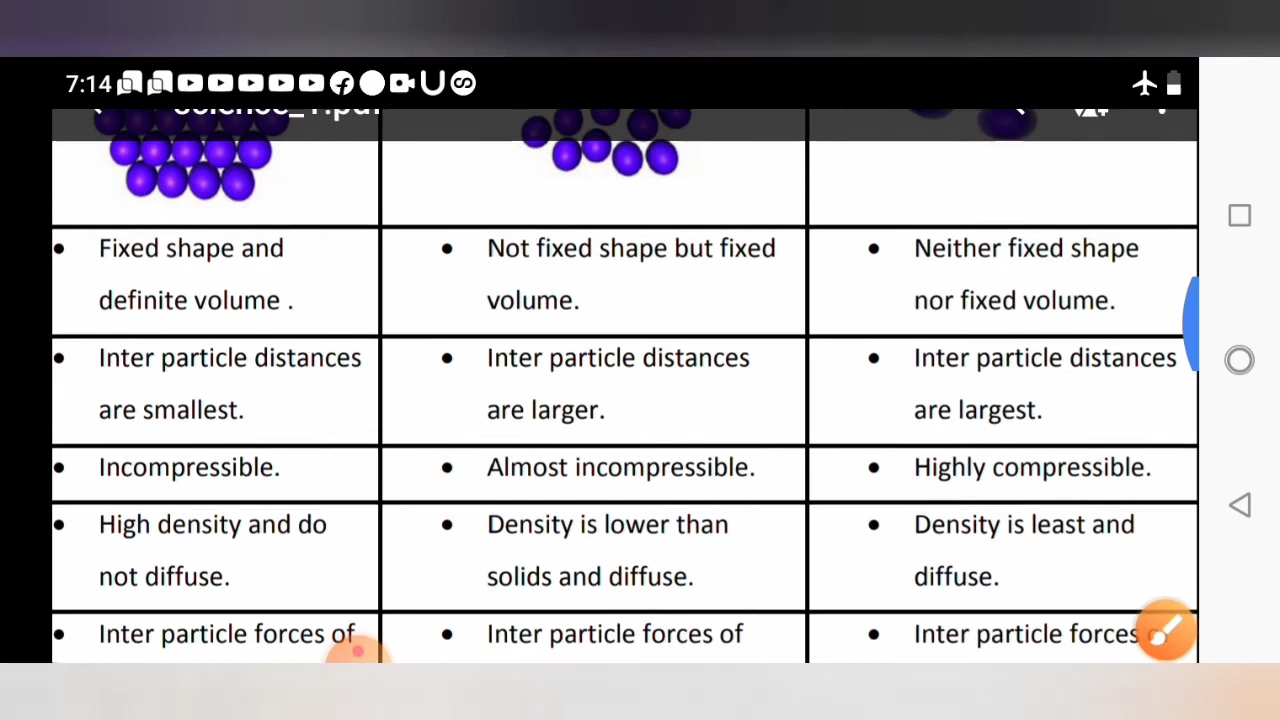 7:14
Fixed shape and
definite volume .
Not fixed shape but fixed
volume.
Neither fixed shape
nor fixed volume.
Inter particle distances
are smallest.
Inter particle distances
are larger.
Inter particle distances
are largest.
Incompressible.
Almost incompressible.
Highly compressible.
High density and do
not diffuse.
Density is lower than
solids and diffuse.
Density is least and
diffuse.
Inter particle forces of
Inter particle forces of
Inter particle forces